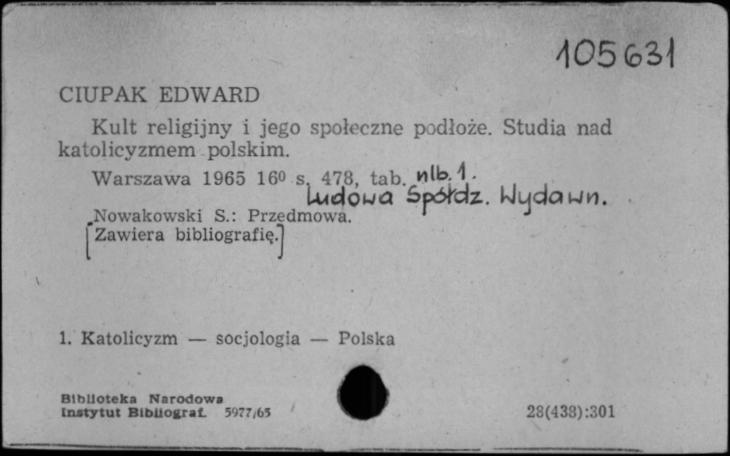 105631
CIUPAK EDWARD
Kult religijny i jego społeczne podłoże. Studia nad
katolicyzmem polskim.
Warszawa 1965 16⁰ s. 478, tab. nlb. 1.
Ludowa Spółdz. Wydawn.
Nowakowski S.: Przedmowa.
[Zawiera bibliografię.]
1. Katolicyzm — socjologia — Polska
Biblioteka Narodowa
Instytut Bibliograf. 5977/65
28(438):301